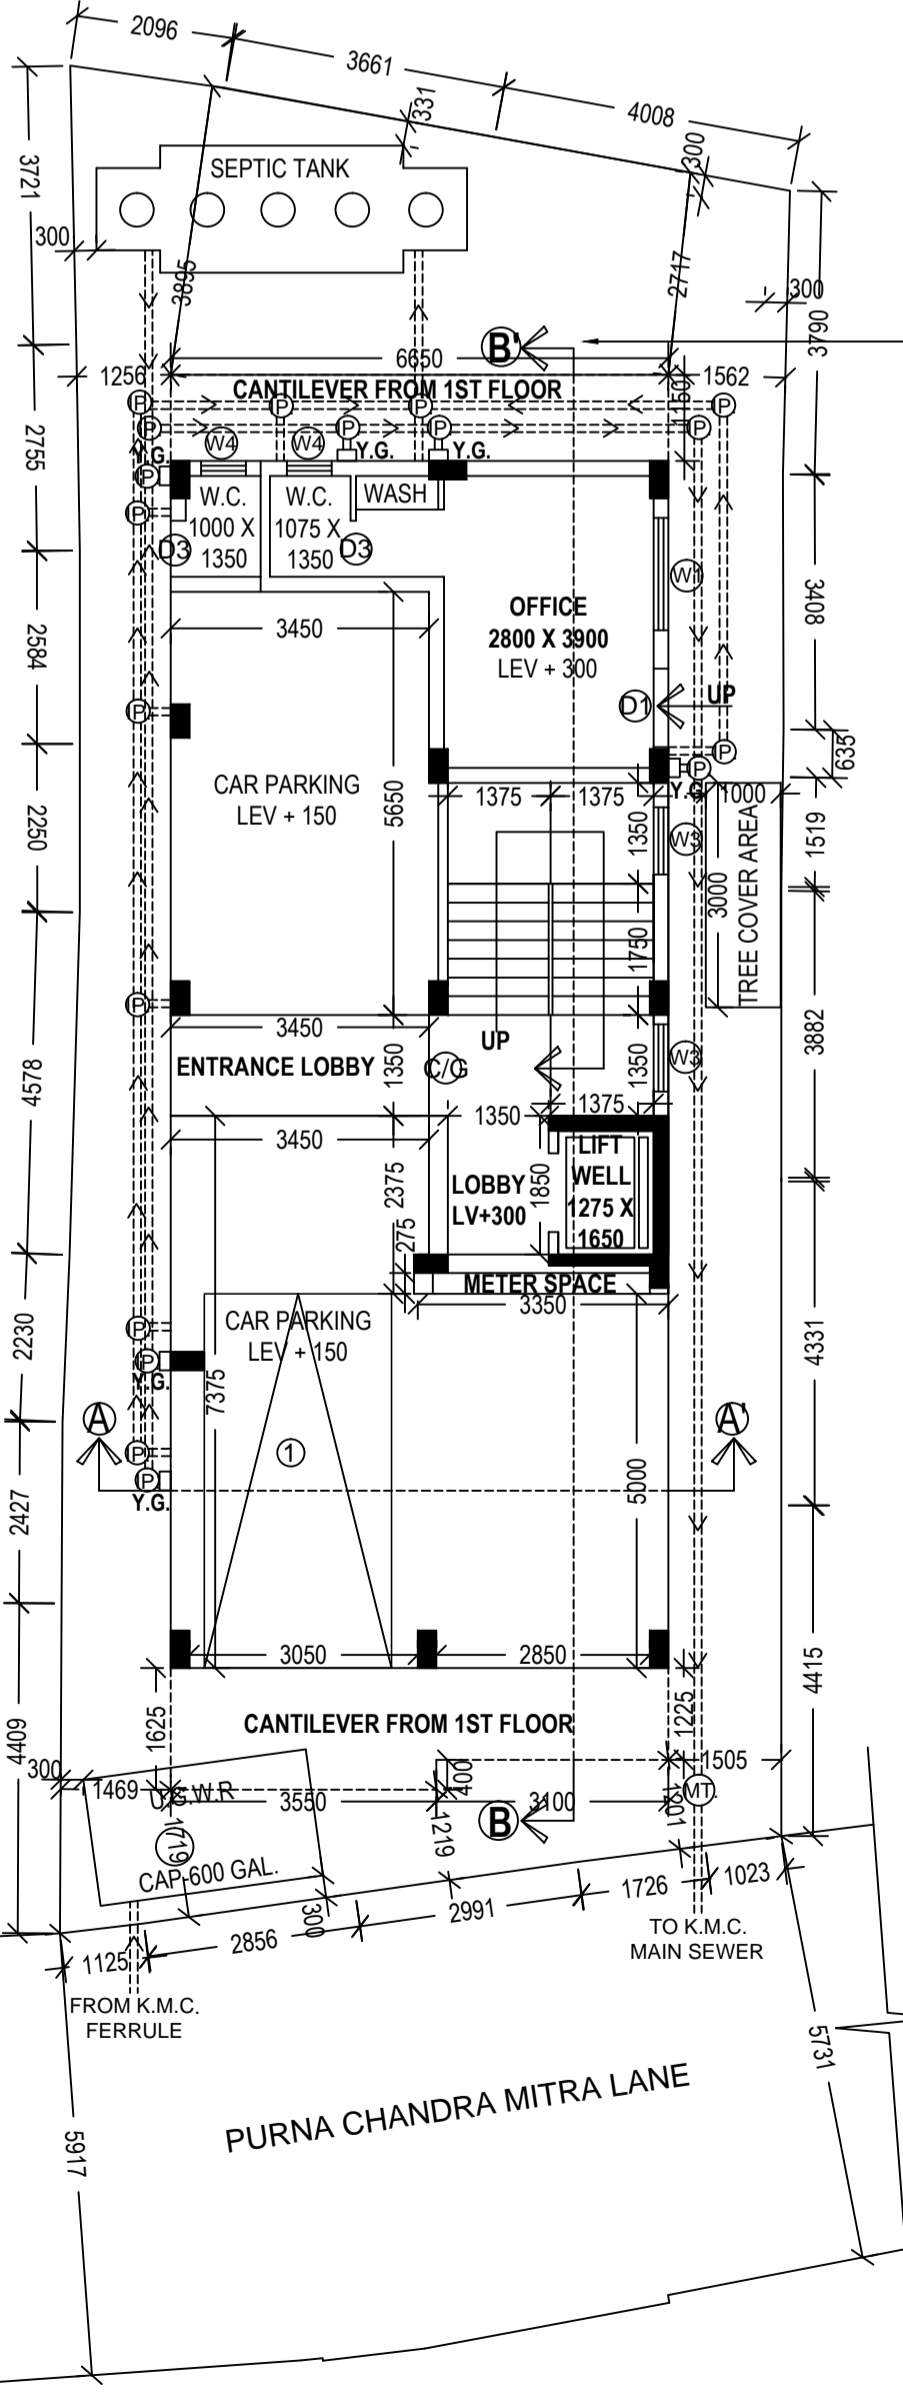 2096
3661
4008
331
300
3721
SEPTIC TANK
300
3895
2717
300
3790
B'
6650
1256
1562
CANTILEVER FROM 1ST FLOOR
1150
P
P
P
P
P
P
P
P
W4
W4
Y.G.
Y.G.
Y.G.
2755
P
P
W.C.
1000 X
1350
W.C.
1075 X
1350
WASH
D3
D3
W1
OFFICE
2800 X 3900
LEV + 300
3408
2584
3450
D1
UP
P
P
635
P
Y.G.
1000
CAR PARKING
LEV + 150
5650
1375
1375
1350
W3
1519
2250
3000
TREE COVER AREA
1750
P
3450
3882
ENTRANCE LOBBY
1350
C/G
UP
1350
W3
4578
1350
1375
3450
2375
1850
LIFT
WELL
1275 X
1650
LOBBY
LV+300
275
METER SPACE
3350
2230
CAR PARKING
LEV + 150
4331
P
P
Y.G.
7375
A
A'
1
P
P
Y.G.
5000
2427
3050
2850
4415
1625
CANTILEVER FROM 1ST FLOOR
1225
4409
300
1469
U.G.W.R
3550
400
3100
1505
MT.
1201
1719
1219
B
CAP-600 GAL.
300
1125
2856
2991
1726
1023
TO K.M.C.
MAIN SEWER
FROM K.M.C.
FERRULE
5731
PURNA CHANDRA MITRA LANE
5917